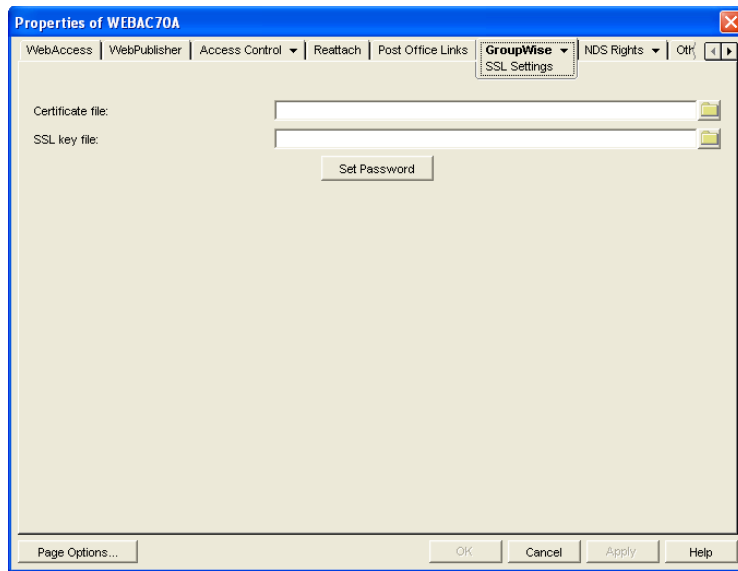 Properties of WEBAC70A
WebAccess WebPublisher Access Control Reattach Post Office Links GroupWise NDS Rights
SSL Settings
Certificate file:
SSL key file:
Set Password
Page Options... OK Cancel Apply Help